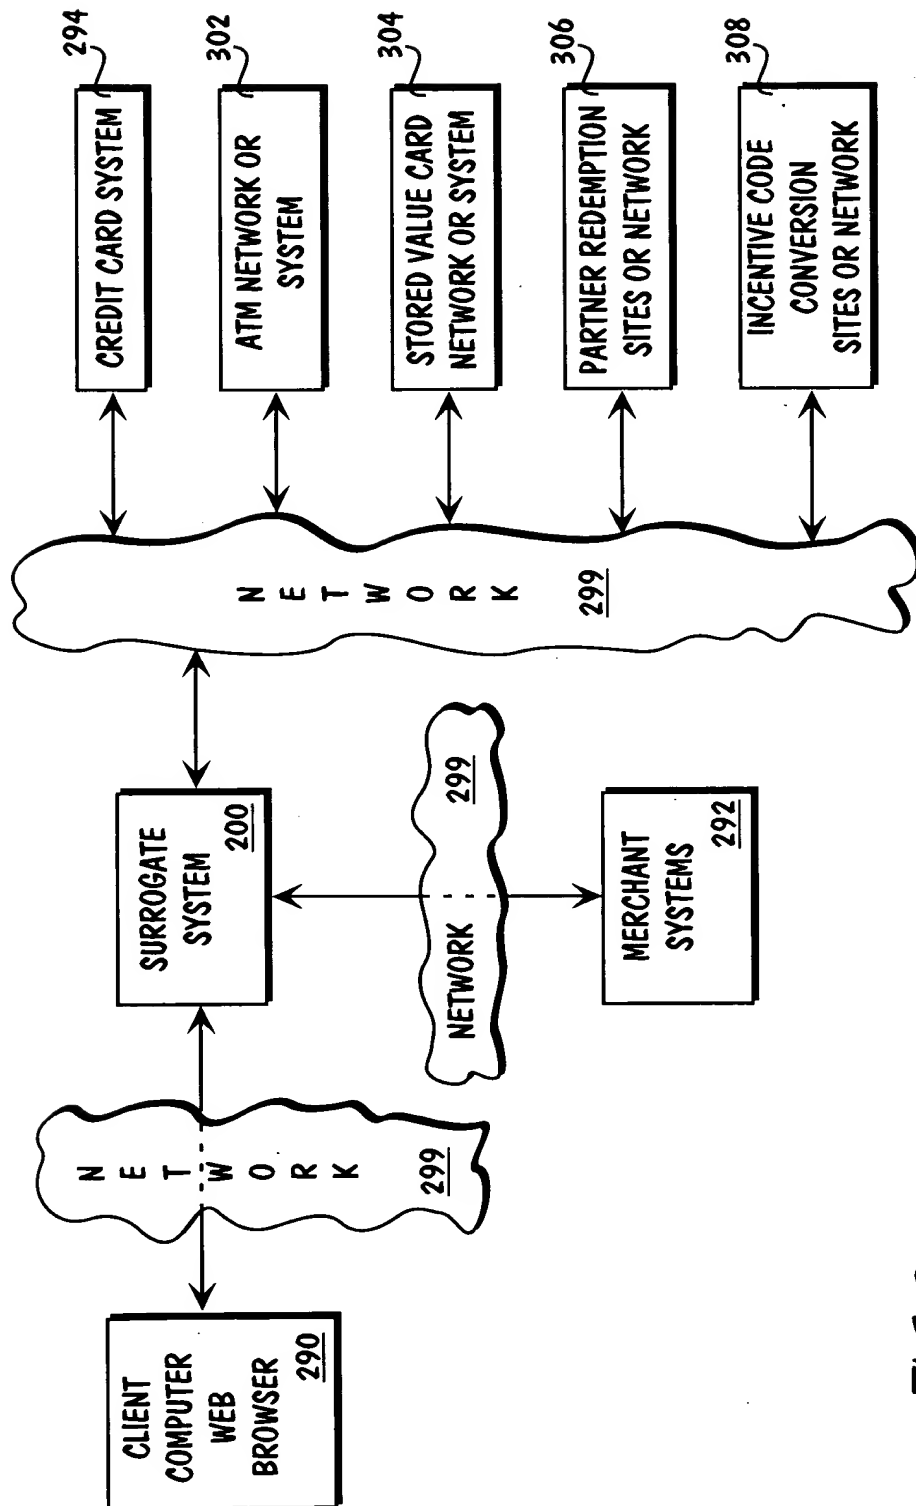 CLIENT
COMPUTER
WEB
BROWSER
290
NETWORK
299
SURROGATE
SYSTEM
200
NETWORK 299
MERCHANT
SYSTEMS
292
NETWORK
299
CREDIT CARD SYSTEM
294
ATM NETWORK OR
SYSTEM
302
STORED VALUE CARD
NETWORK OR SYSTEM
304
PARTNER REDEMPTION
SITES OR NETWORK
306
INCENTIVE CODE
CONVERSION
SITES OR NETWORK
308